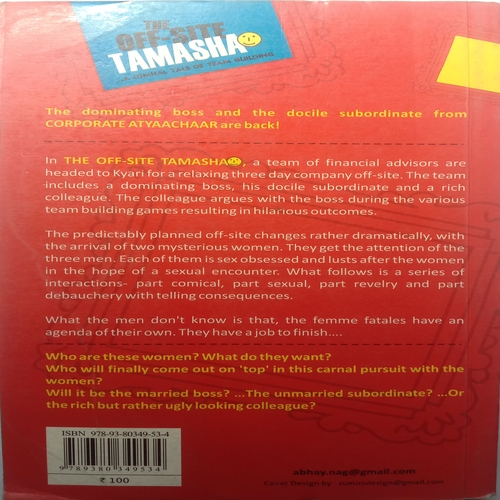 THE
OFF-SITE
TAMASHA
TALE OF TEAM BUILDING
The dominating boss and the docile subordinate from
CORPORATE ATYAACHAAR are back!
In THE OFF-SITE TAMASHA, a team of financial advisors are
headed to Kyari for a relaxing three day company off-site. The team
includes a dominating boss, his docile subordinate and a rich
colleague. The colleague argues with the boss during the various
team building games resulting in hilarious outcomes.
The predictably planned off-site changes rather dramatically, with
the arrival of two mysterious women. They get the attention of the
three men. Each of them is sex obsessed and lusts after the women
in the hope of a sexual encounter. What follows is a series of
interactions- part comical, part sexual, part revelry and part
debauchery with telling consequences.
What the men don't know is that, the femme fatales have an
agenda of their own. They have a job to finish....
Who are these women? What do they want?
Who will finally come out on 'top' in this carnal pursuit with the
women?
Will it be the married boss? ...The unmarried subordinate? ...Or
the rich but rather ugly looking colleague?
ISBN 978-93-80349-53-4
9 789380 349534
₹ 100
abhay.nag@gmail.com
Cover Design by -